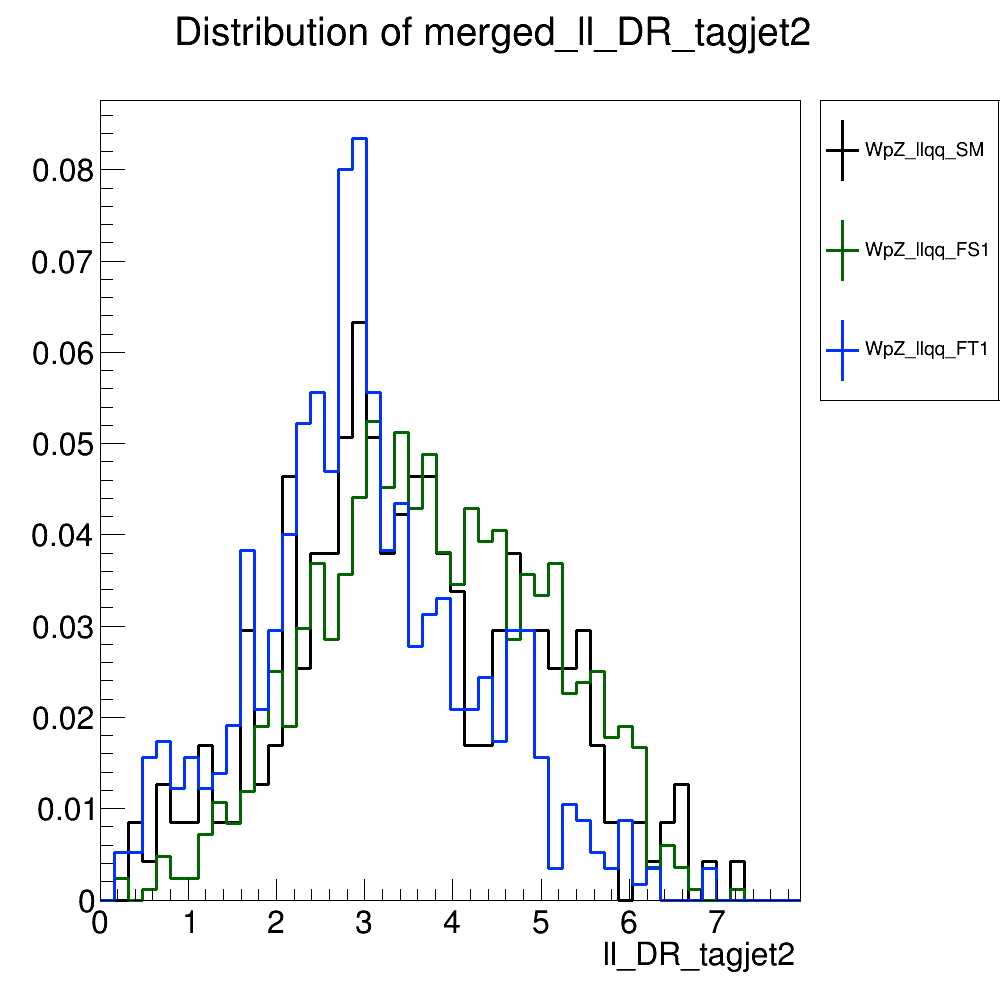 Distribution of merged_ll_DR_tagjet2
WpZ_llqq_SM
WpZ_llqq_FS1
WpZ_llqq_FT1
0.08
0.07
0.06
0.05
0.04
0.03
0.02
0.01
0
0 1 2 3 4 5 6 7
ll_DR_tagjet2